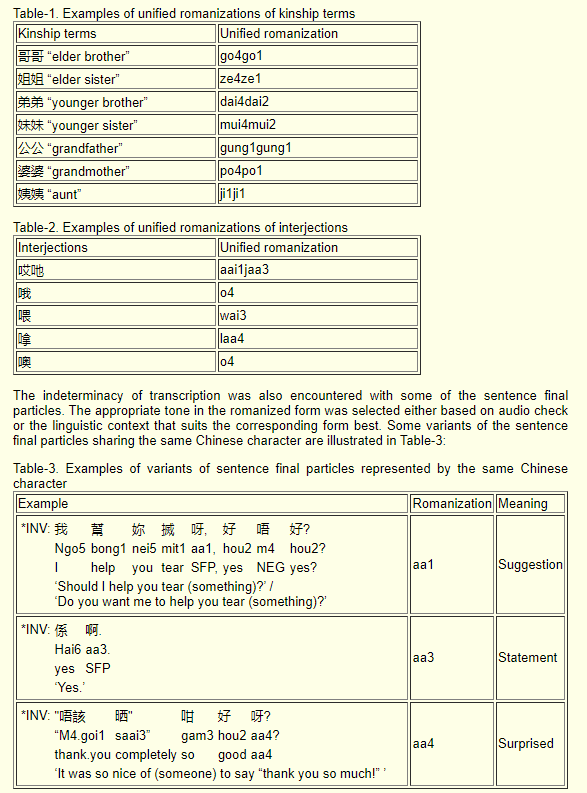 Table-1. Examples of unified romanizations of kinship terms
Kinship terms Unified romanization
哥哥 “elder brother” go4go1
姐姐 “elder sister” ze4ze1
弟弟 “younger brother” dai4dai2
妹妹 “younger sister” mui4mui2
公公 “grandfather” gung1gung1
婆婆 “grandmother” po4po1
姨姨 “aunt” ji1ji1
Table-2. Examples of unified romanizations of interjections
Interjections Unified romanization
哎吔 aai1jaa3
哦 o4
喂 wai3
嗱 laa4
噢 o4
The indeterminacy of transcription was also encountered with some of the sentence final
particles. The appropriate tone in the romanized form was selected either based on audio check
or the linguistic context that suits the corresponding form best. Some variants of the sentence
final particles sharing the same Chinese character are illustrated in Table-3:
Table-3. Examples of variants of sentence final particles represented by the same Chinese
character
Example Romanization Meaning
*INV: 我 幫 妳 搣 呀, 好 唔 好?
Ngo5 bong1 nei5 mit1 aa1, hou2 m4 hou2?
I help you tear SFP, yes NEG yes?
‘Should I help you tear (something)?’ /
‘Do you want me to help you tear (something)?’
aa1 Suggestion
*INV: 係 啊.
Hai6 aa3.
yes SFP
‘Yes.’
aa3 Statement
*INV: "唔該 晒" 咁 好 呀?
“M4.goi1 saai3” gam3 hou2 aa4?
thank.you completely so good aa4
‘It was so nice of (someone) to say “thank you so much!” ’
aa4 Surprised